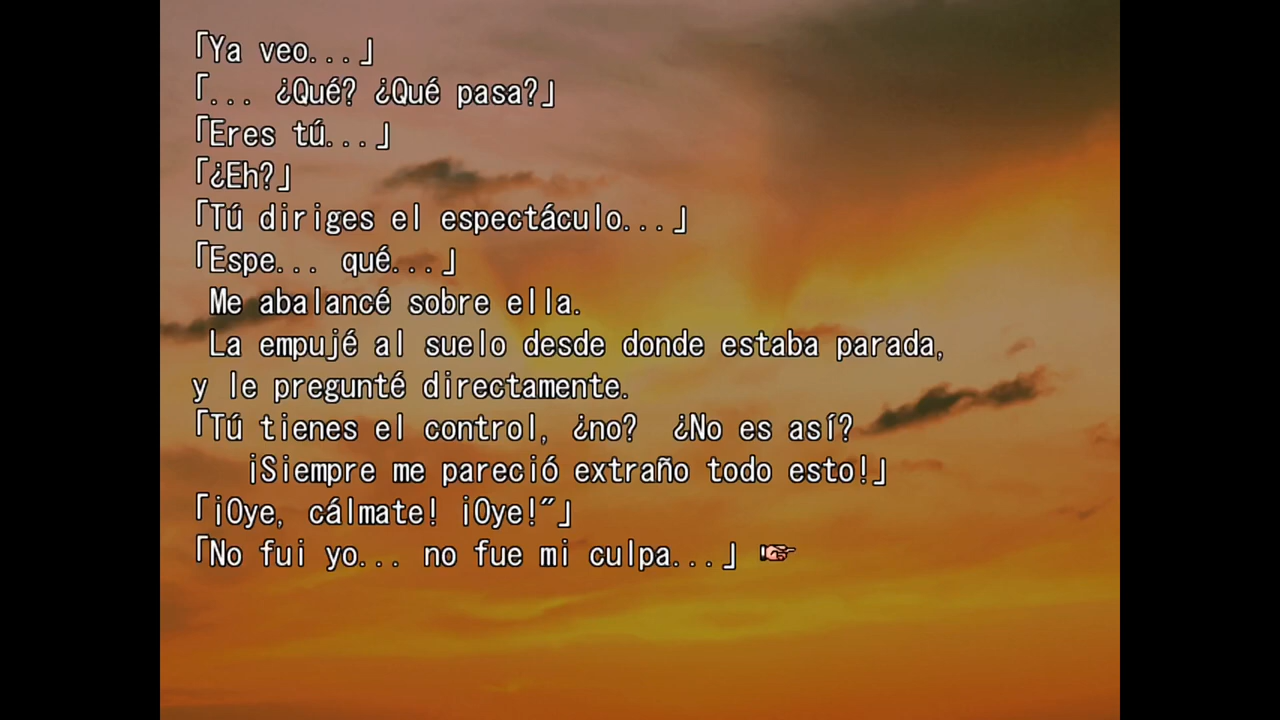 「Ya veo...」
「... ¿Qué? ¿Qué pasa?」
「Eres tú...」
「¿Eh?」
「Tú diriges el espectáculo...」
「Espe... qué...」
Me abalancé sobre ella.
La empujé al suelo desde donde estaba parada,
y le pregunté directamente.
「Tú tienes el control, ¿no?  ¿No es así?
¡Siempre me pareció extraño todo esto!」
「¡Oye, cálmate! ¡Oye!"」
「No fui yo... no fue mi culpa...」